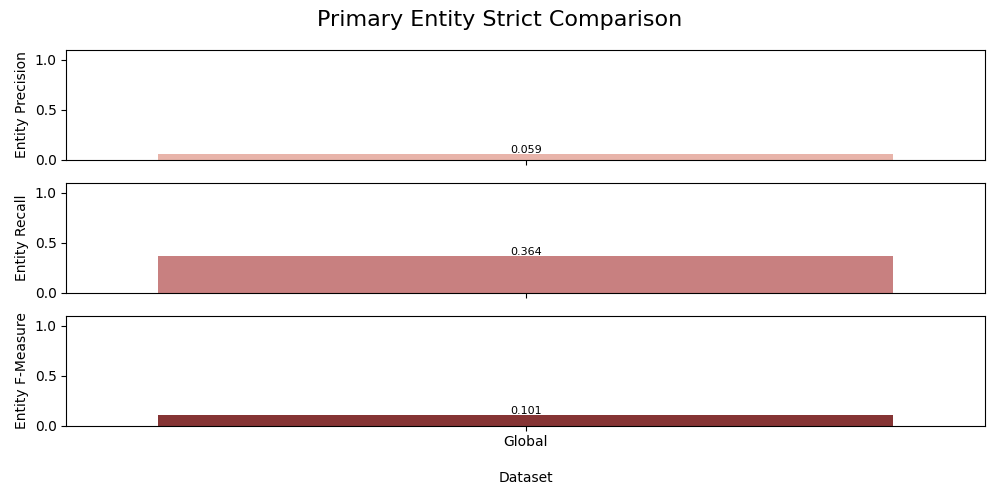 Primary Entity Strict Comparison
Entity Precision
1.0
0.5
0.0
0.059
Entity Recall
1.0
0.5
0.0
0.364
Entity F-Measure
1.0
0.5
0.0
0.101
Global
Dataset